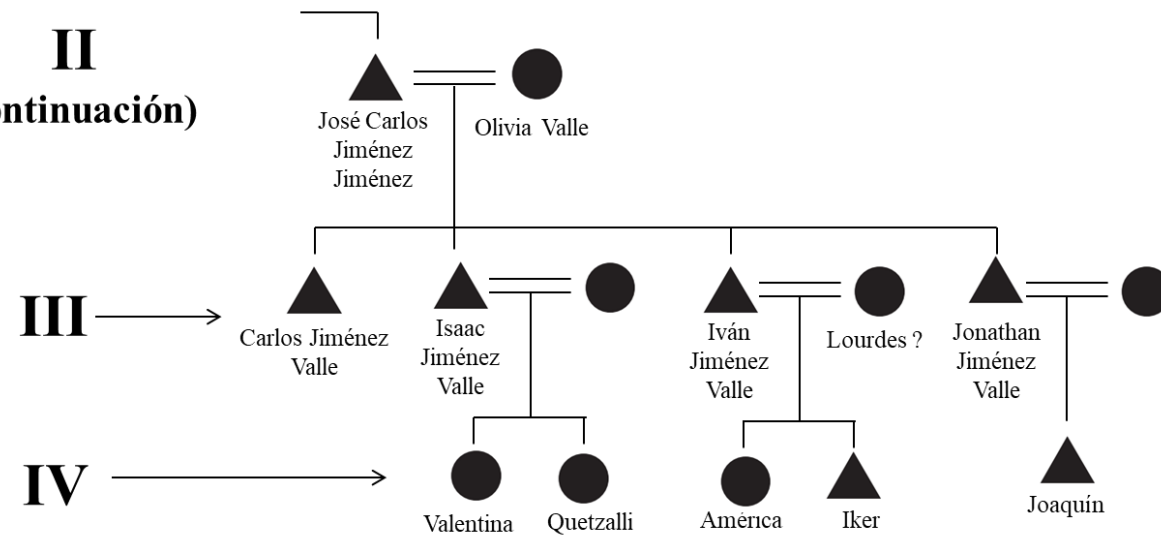 II
ontinuación)
José Carlos
Jiménez
Jiménez
Olivia Valle
III
Carlos Jiménez
Valle
Isaac
Jiménez
Valle
Iván
Jiménez
Valle
Lourdes ?
Jonathan
Jiménez
Valle
IV
Valentina
Quetzalli
América
Iker
Joaquín